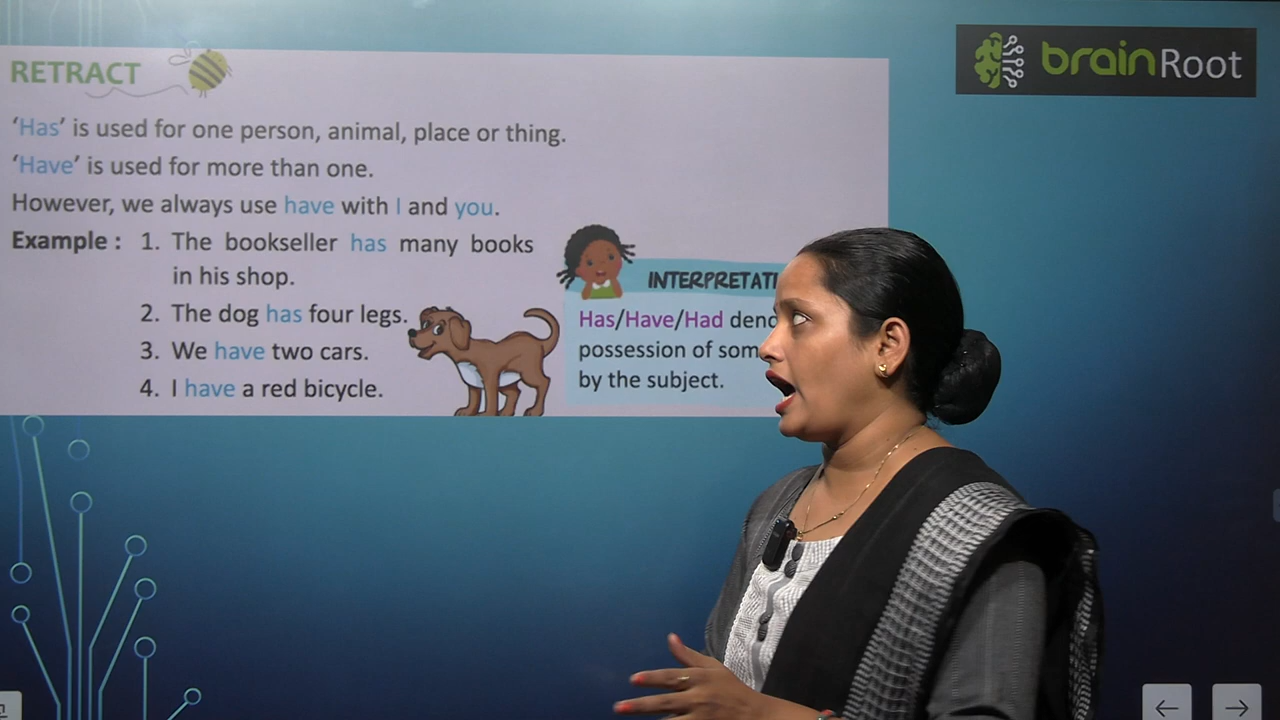 RETRACT
brainRoot
'Has' is used for one person, animal, place or thing.
'Have' is used for more than one.
However, we always use have with I and you.
Example : 1. The bookseller has many books
in his shop.
2. The dog has four legs.
3. We have two cars.
4. I have a red bicycle.
INTERPRETATI
Has/Have/Had deno
possession of som
by the subject.